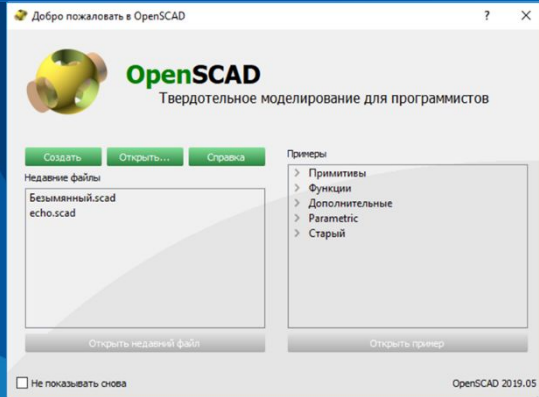 Добро пожаловать в OpenSCAD
OpenSCAD
Твердотельное моделирование для программистов
Создать
Открыть...
Справка
Недавние файлы
Безымянный.scad
echo.scad
Открыть недавний файл
Примеры
Примитивы
Функции
Дополнительные
Parametric
Старый
Открыть пример
Не показывать снова
OpenSCAD 2019.05